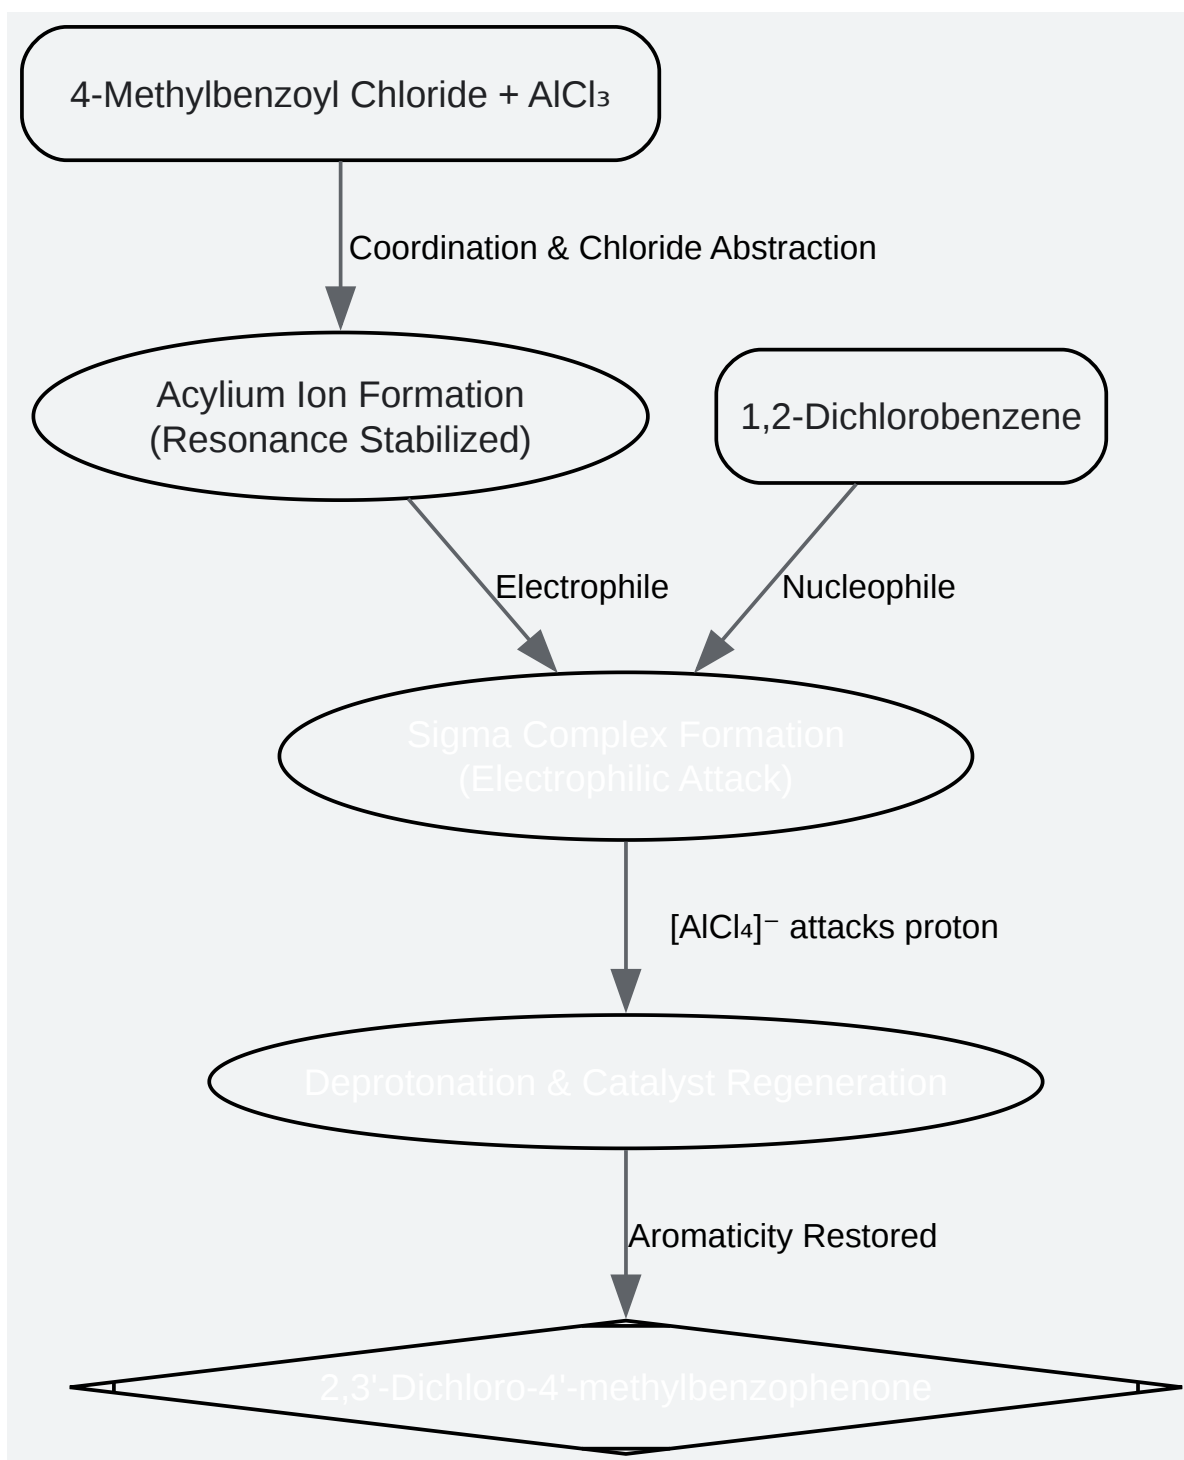 4-Methylbenzoyl Chloride + AlCl₃
Coordination & Chloride Abstraction
Acylium Ion Formation
(Resonance Stabilized)
1,2-Dichlorobenzene
Electrophile
Nucleophile
Sigma Complex Formation
(Electrophilic Attack)
[AlCl₄]⁻ attacks proton
Deprotonation & Catalyst Regeneration
Aromaticity Restored
2,3'-Dichloro-4'-methylbenzophenone